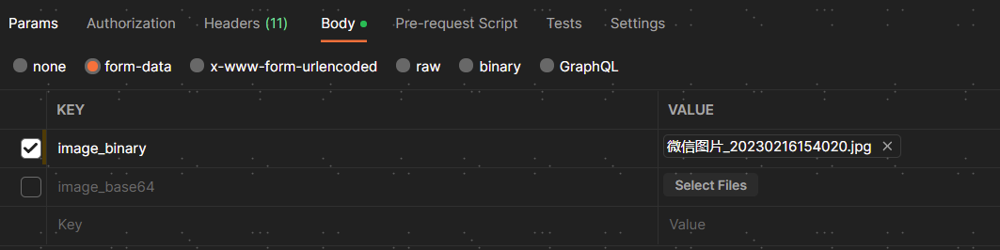 Params Authorization Headers (11) Body Pre-request Script Tests Settings
none form-data x-www-form-urlencoded raw binary GraphQL
KEY VALUE
image_binary 微信图片_20230216154020.jpg
image_base64 Select Files
Key Value